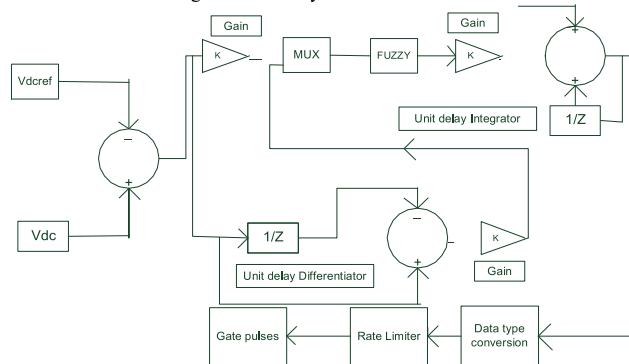 Gain
Gain
K
MUX
FUZZY
K
Vdcref
+
+
Unit delay Integrator
1/Z
−
+
Vdc
1/Z
−
+
K
Gain
Unit delay Differentiator
Gate pulses
Rate Limiter
Data type
conversion